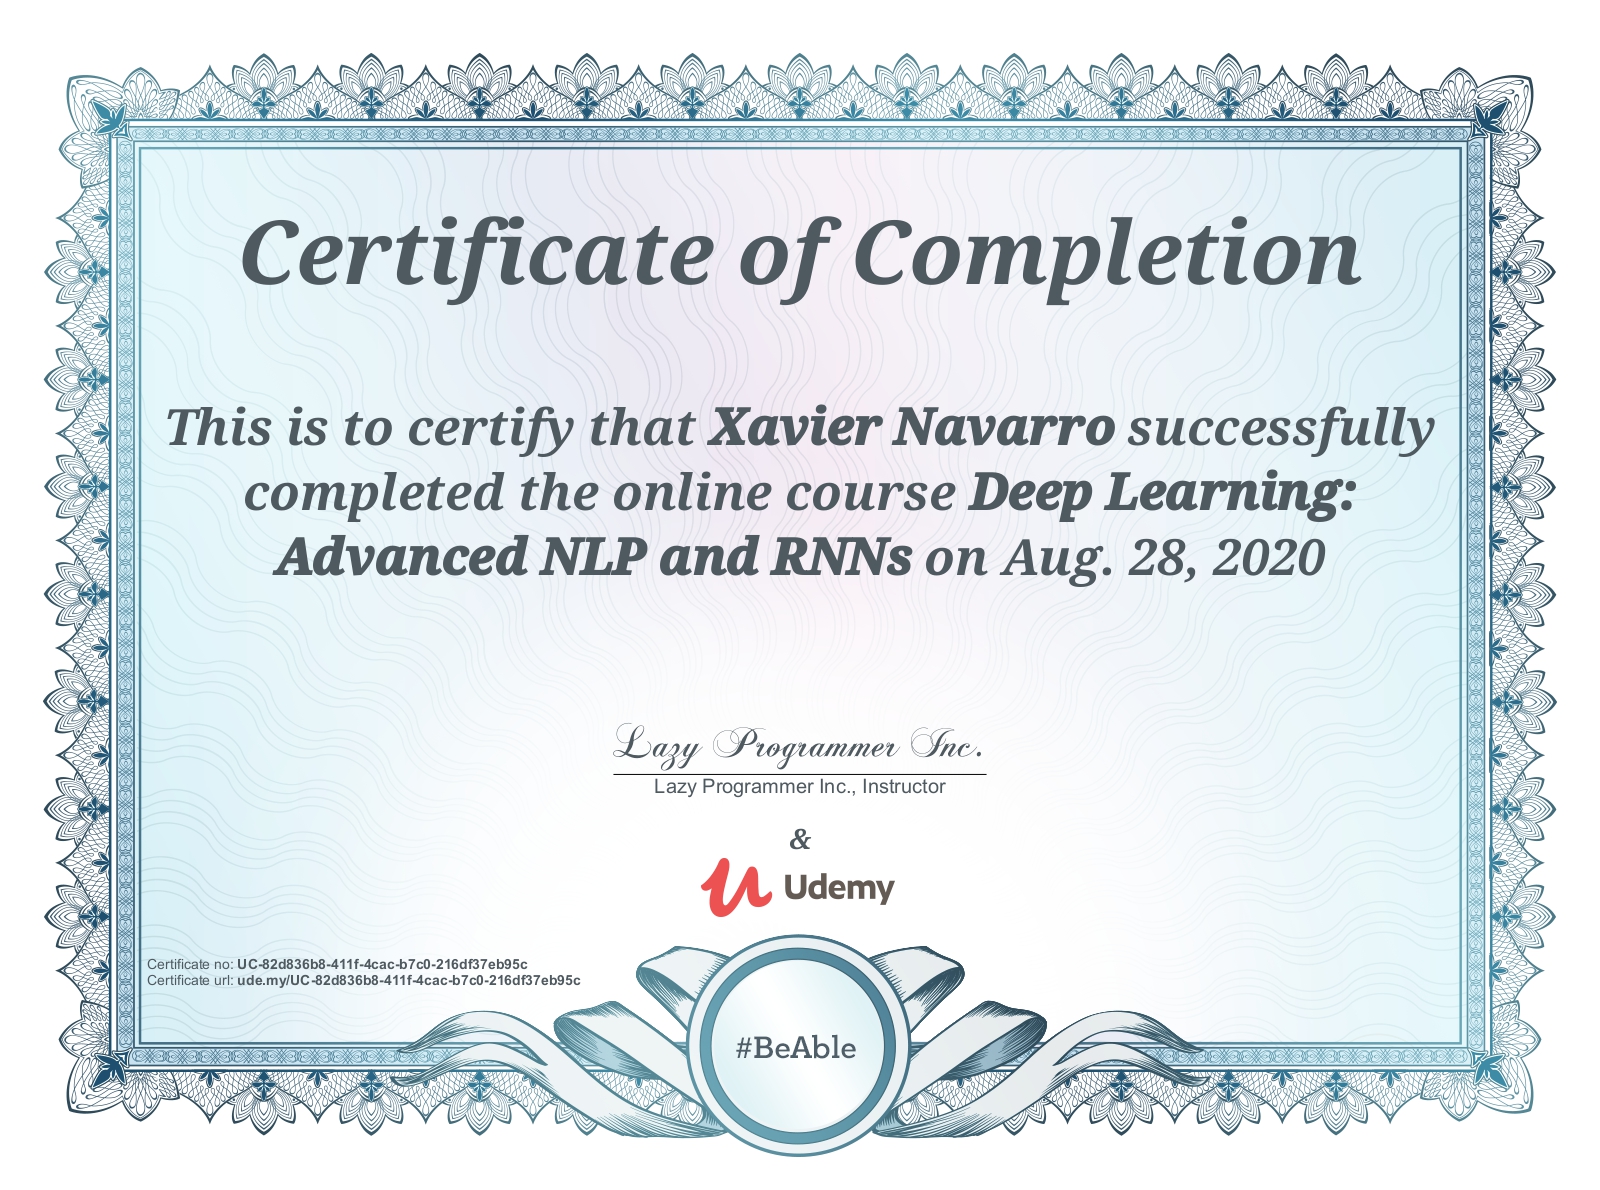 Certificate of Completion
This is to certify that Xavier Navarro successfully
completed the online course Deep Learning:
Advanced NLP and RNNs on Aug. 28, 2020
Lazy Programmer Inc.
Lazy Programmer Inc., Instructor
&
Udemy
Certificate no: UC-82d836b8-411f-4cac-b7c0-216df37eb95c
Certificate url: ude.my/UC-82d836b8-411f-4cac-b7c0-216df37eb95c
#BeAble